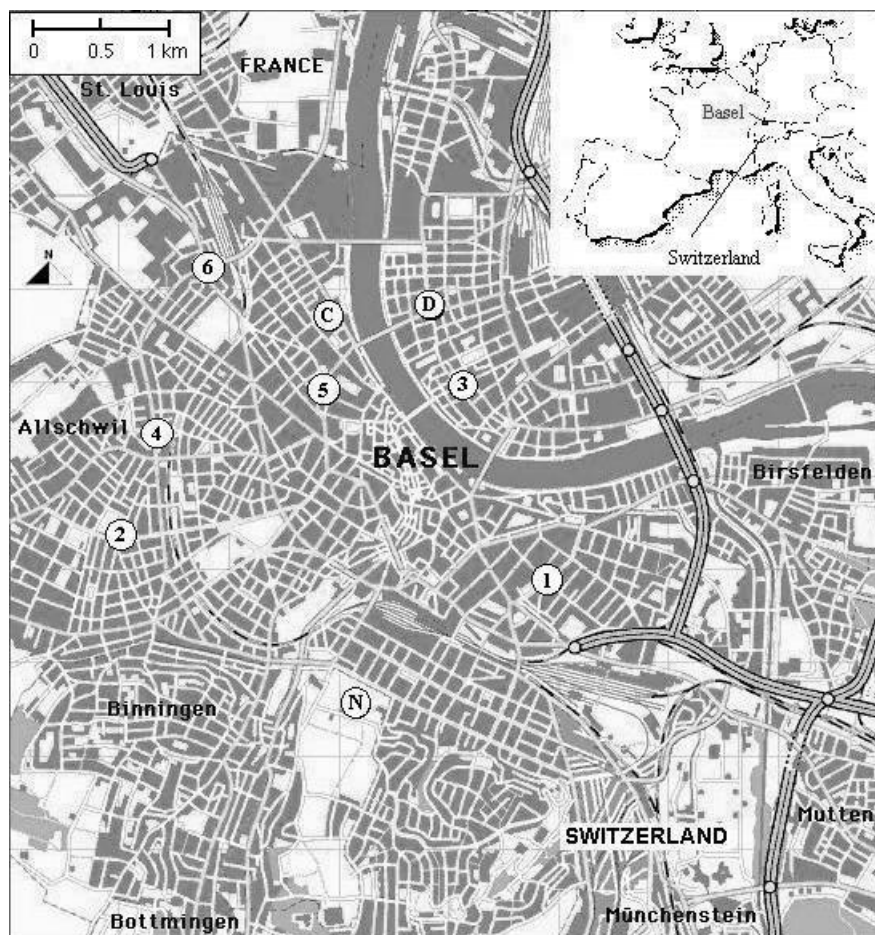 0 0.5 1 km
FRANCE
St. Louis
Basel
Switzerland
N
6
C
D
5
3
Allschwil
4
BASEL
Birsfelden
2
1
Binningen
N
SWITZERLAND
Muttenz
Bottmingen
Münchenstein